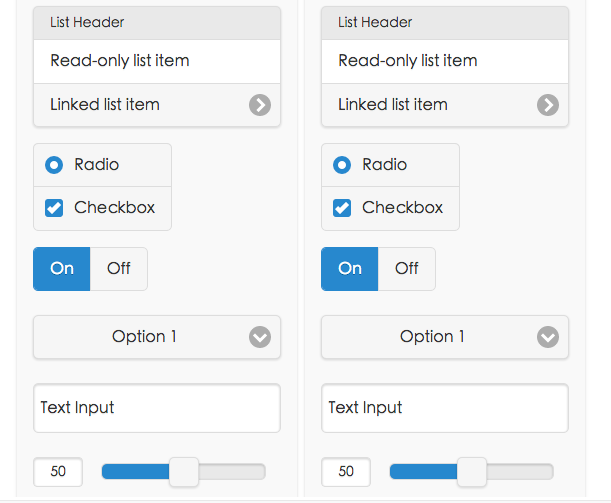 List Header
Read-only list item
Linked list item
Radio
Checkbox
On Off
Option 1
Text Input
50
List Header
Read-only list item
Linked list item
Radio
Checkbox
On Off
Option 1
Text Input
50